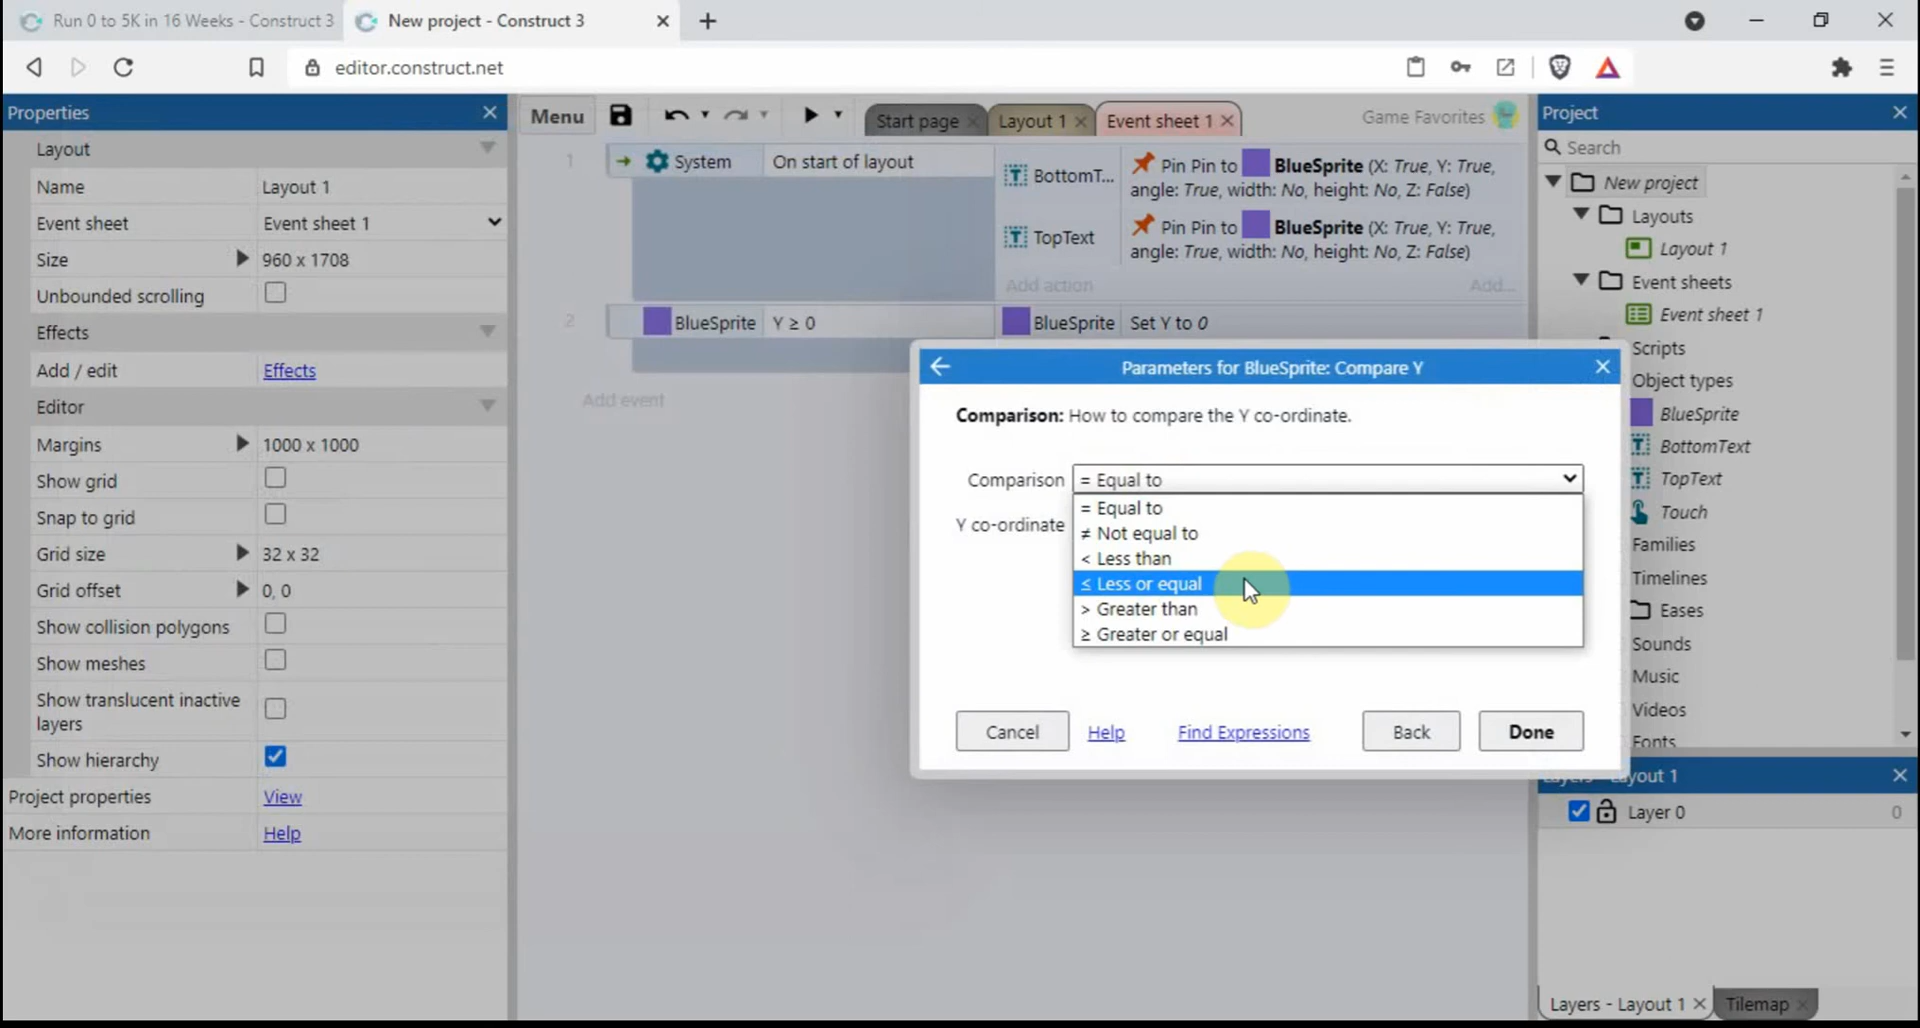 Run 0 to 5K in 16 Weeks - Construct 3
New project - Construct 3
editor.construct.net
Properties
Menu
Start page
Layout 1
Event sheet 1
Game Favorites
Project
Layout
Name
Layout 1
Event sheet
Event sheet 1
Size
960 x 1708
Unbounded scrolling
Effects
Add / edit
Effects
Editor
Margins
1000 x 1000
Show grid
Snap to grid
Grid size
32 x 32
Grid offset
0, 0
Show collision polygons
Show meshes
Show translucent inactive
layers
Show hierarchy
Project properties
View
More information
Help
1
System
On start of layout
BottomT...
Pin Pin to BlueSprite (X: True, Y: True,
angle: True, width: No, height: No, Z: False)
TopText
Pin Pin to BlueSprite (X: True, Y: True,
angle: True, width: No, height: No, Z: False)
Add action
Add...
2
BlueSprite
Y ≥ 0
BlueSprite
Set Y to 0
Add event
Parameters for BlueSprite: Compare Y
Comparison: How to compare the Y co-ordinate.
Comparison
= Equal to
Y co-ordinate
= Equal to
≠ Not equal to
< Less than
≤ Less or equal
> Greater than
≥ Greater or equal
Cancel
Help
Find Expressions
Back
Done
Search
New project
Layouts
Layout 1
Event sheets
Event sheet 1
Scripts
Object types
BlueSprite
BottomText
TopText
Touch
Families
Timelines
Eases
Sounds
Music
Videos
Fonts
Layers - Layout 1
Layer 0
0
Layers - Layout 1
Tilemap